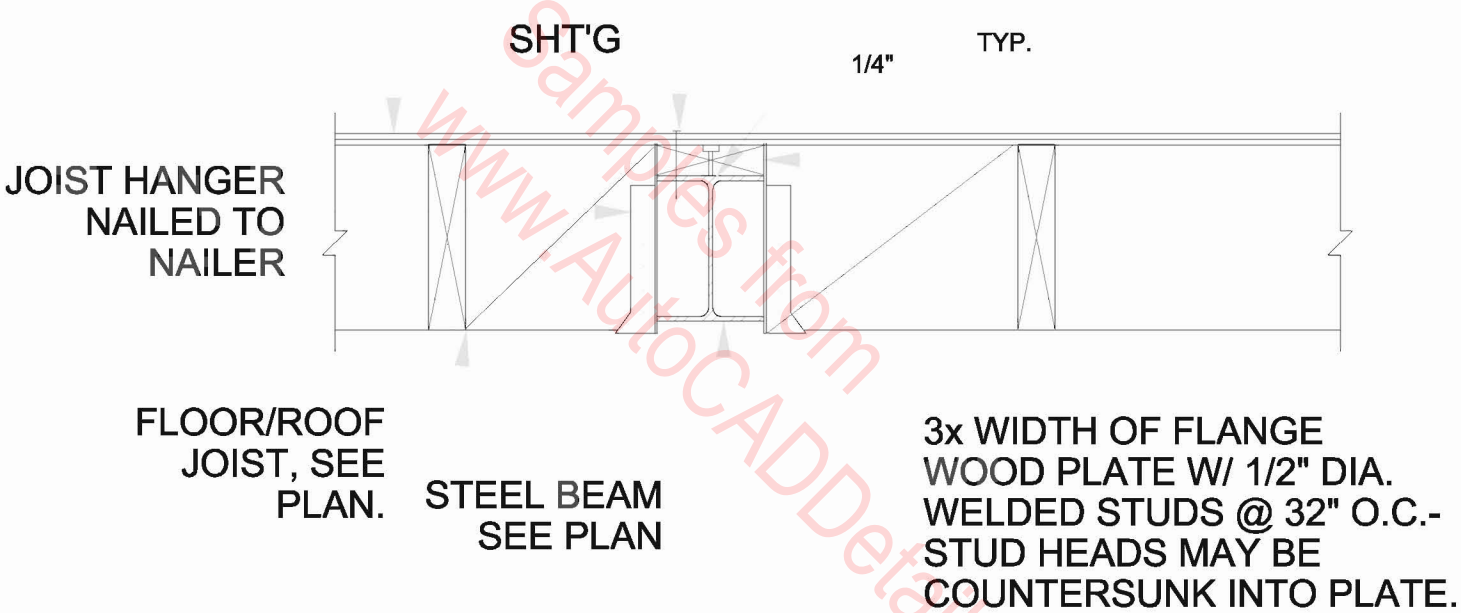 SHT'G
TYP.
1/4"
JOIST HANGER
NAILED TO
NAILER
FLOOR/ROOF
JOIST, SEE
PLAN.
STEEL BEAM
SEE PLAN
3x WIDTH OF FLANGE
WOOD PLATE W/ 1/2" DIA.
WELDED STUDS @ 32" O.C.-
STUD HEADS MAY BE
COUNTERSUNK INTO PLATE.
Samples from
www.AutoCADDetail